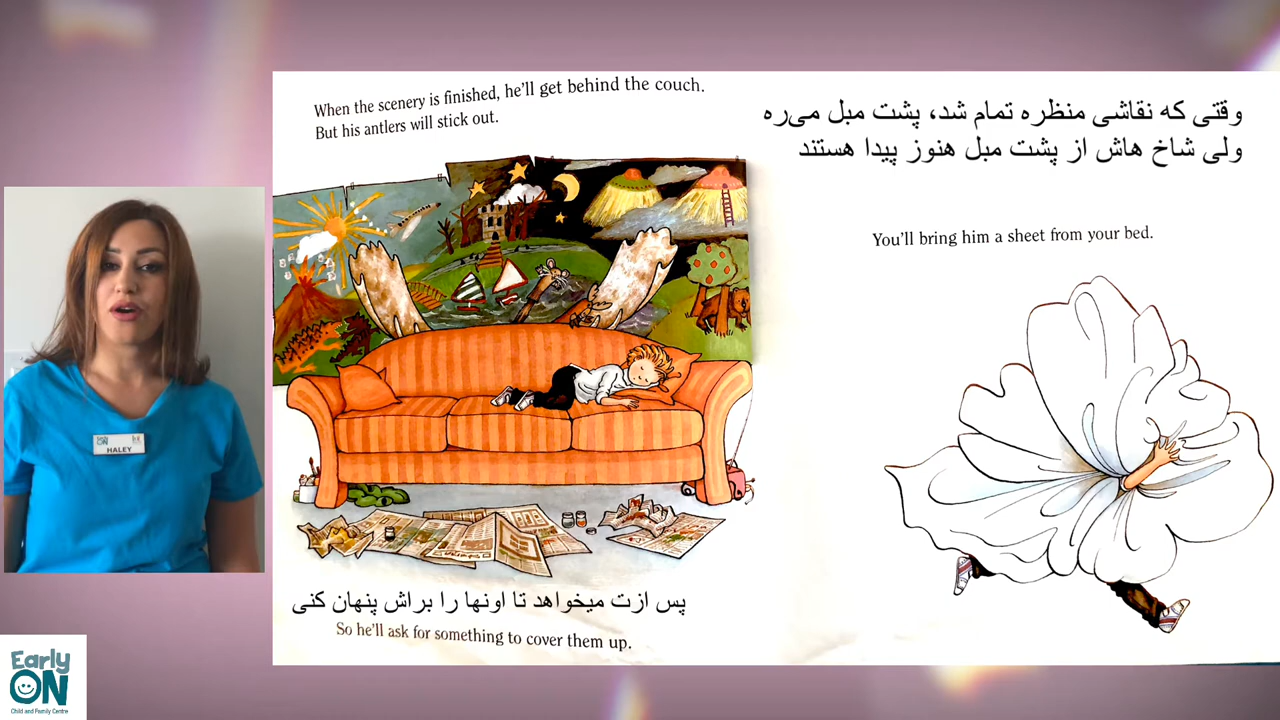 When the scenery is finished, he'll get behind the couch.
But his antlers will stick out.
وقتی که نقاشی منظره تمام شد، پشت مبل می‌ره
ولی شاخ هاش از پشت مبل هنوز پیدا هستند
You'll bring him a sheet from your bed.
پس ازت میخواهد تا اونها را براش پنهان کنی
So he'll ask for something to cover them up.
ON
HALEY
Early
ON
Child and Family Centre